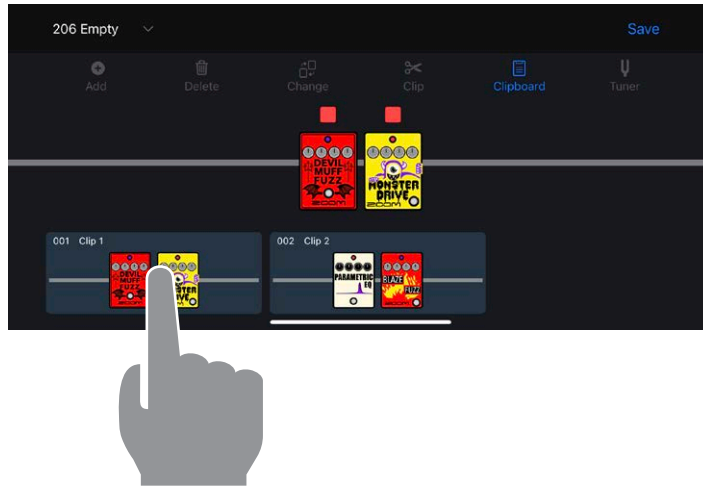 206 Empty
Save
Add
Delete
Change
Clip
Clipboard
Tuner
DEVIL
MUFF
FUZZ
ZOOM
MONSTER
DRIVE
ZOOM
001 Clip 1
002 Clip 2
DEVIL
MUFF
FUZZ
ZOOM
PARAMETRIC
EQ
BLAZE
FUZZ